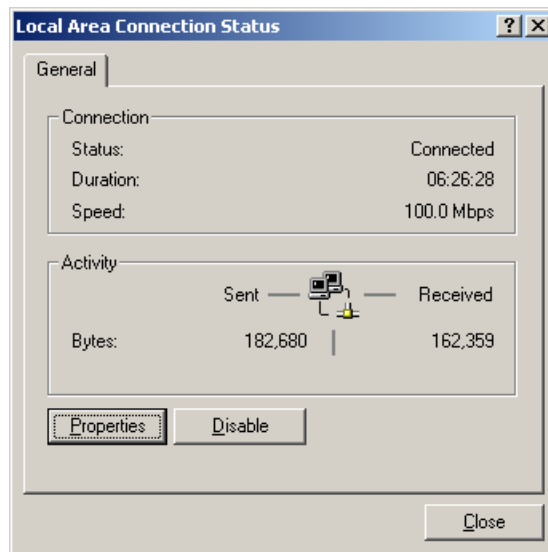 Local Area Connection Status
General
Connection
Status: Connected
Duration: 06:26:28
Speed: 100.0 Mbps
Activity
Sent Received
Bytes: 182,680 162,359
Properties Disable
Close